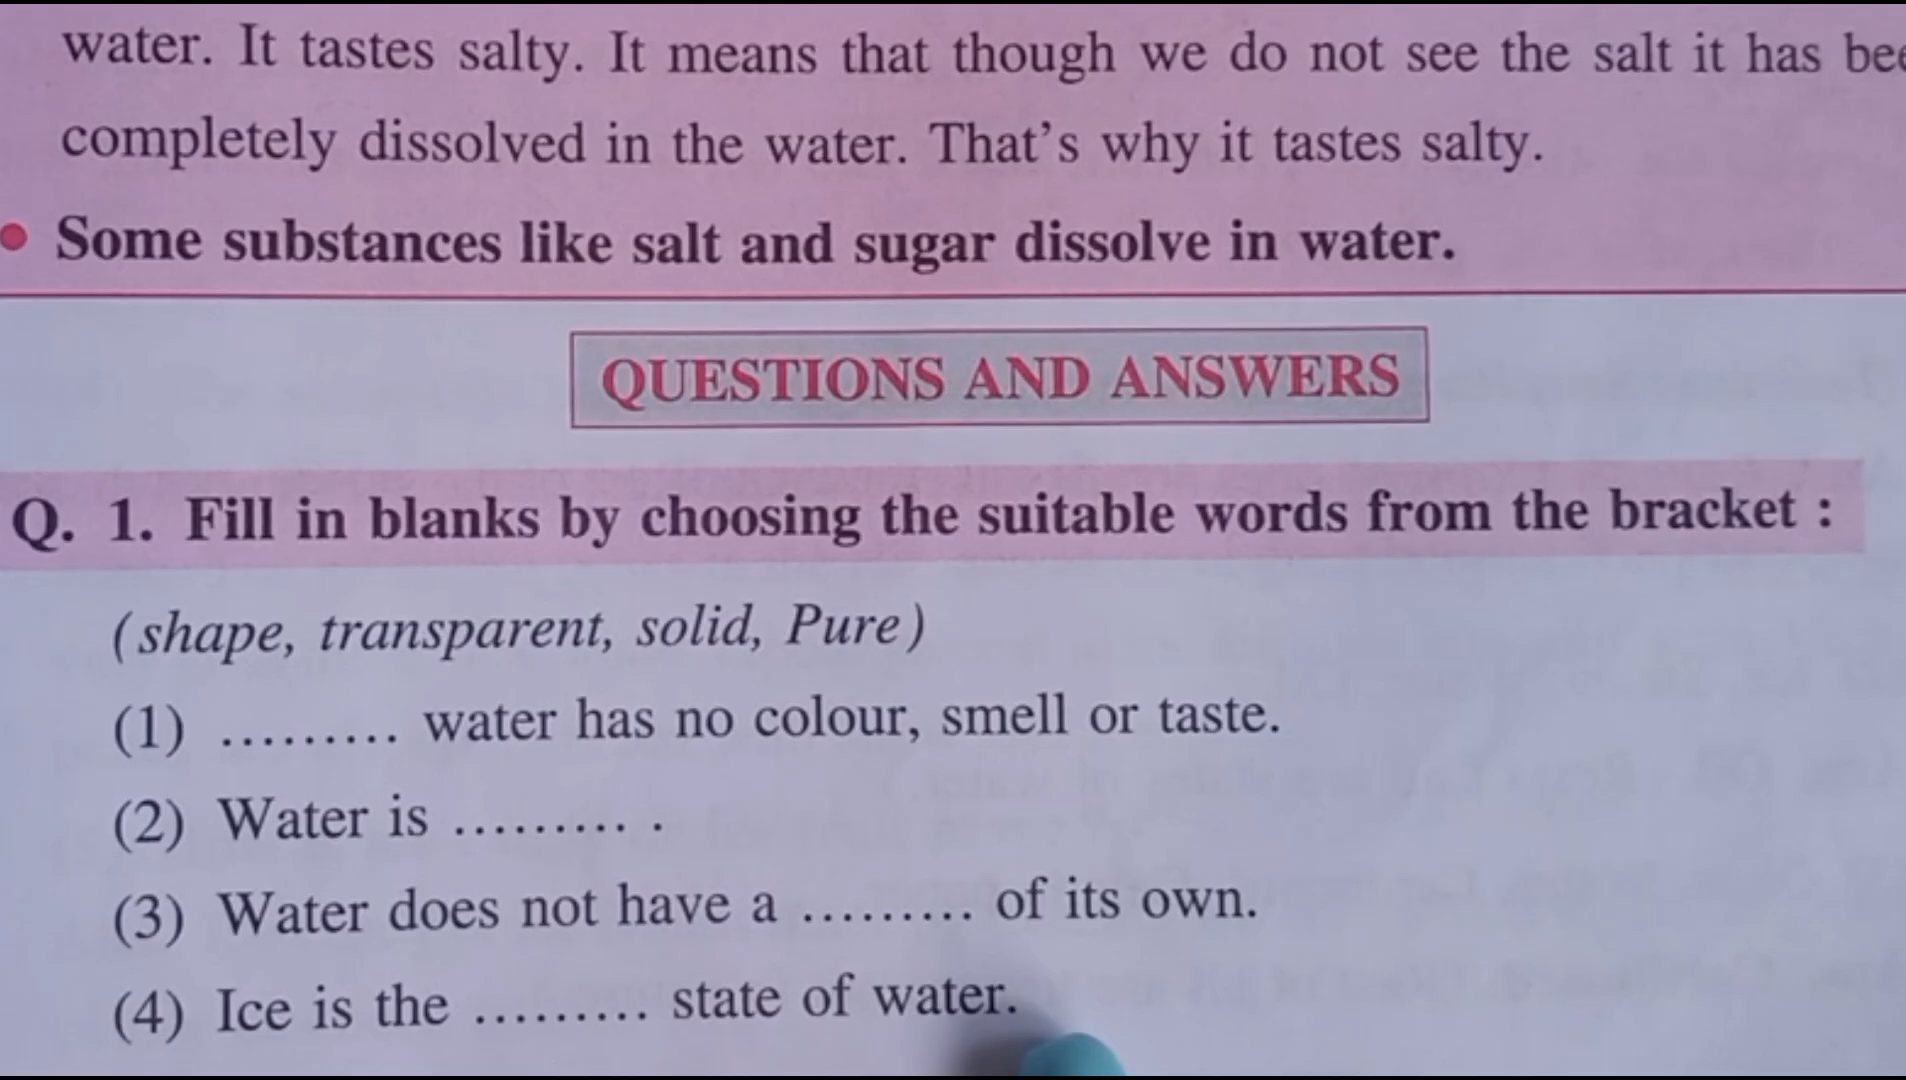 water. It tastes salty. It means that though we do not see the salt it has
completely dissolved in the water. That's why it tastes salty.
• Some substances like salt and sugar dissolve in water.
QUESTIONS AND ANSWERS
Q. 1. Fill in blanks by choosing the suitable words from the bracket :
(shape, transparent, solid, Pure)
(1) ......... water has no colour, smell or taste.
(2) Water is ......... .
(3) Water does not have a ......... of its own.
(4) Ice is the ......... state of water.